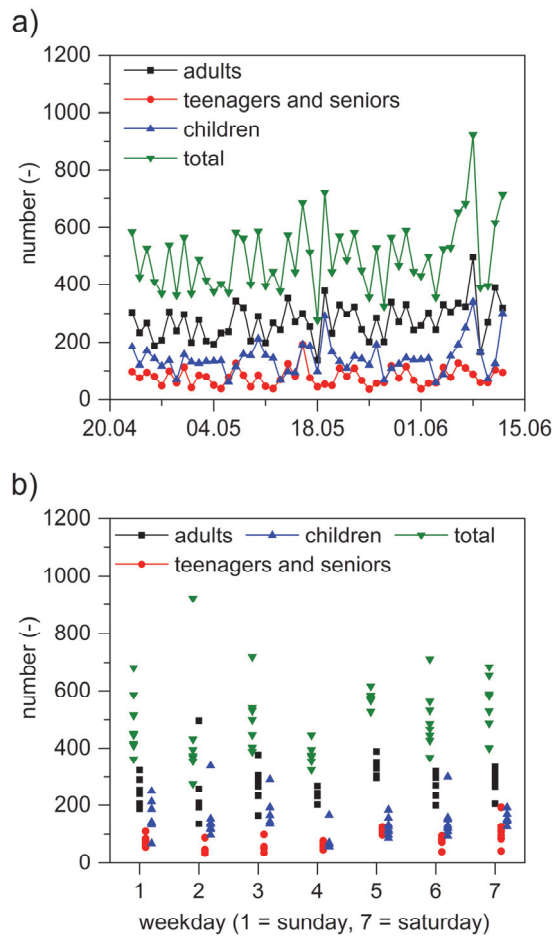 a)
1200
1000
800
600
400
200
0
number (-)
adults
teenagers and seniors
children
total
20.04 04.05 18.05 01.06 15.06
b)
1200
1000
800
600
400
200
0
number (-)
adults children total
teenagers and seniors
1 2 3 4 5 6 7
weekday (1 = sunday, 7 = saturday)